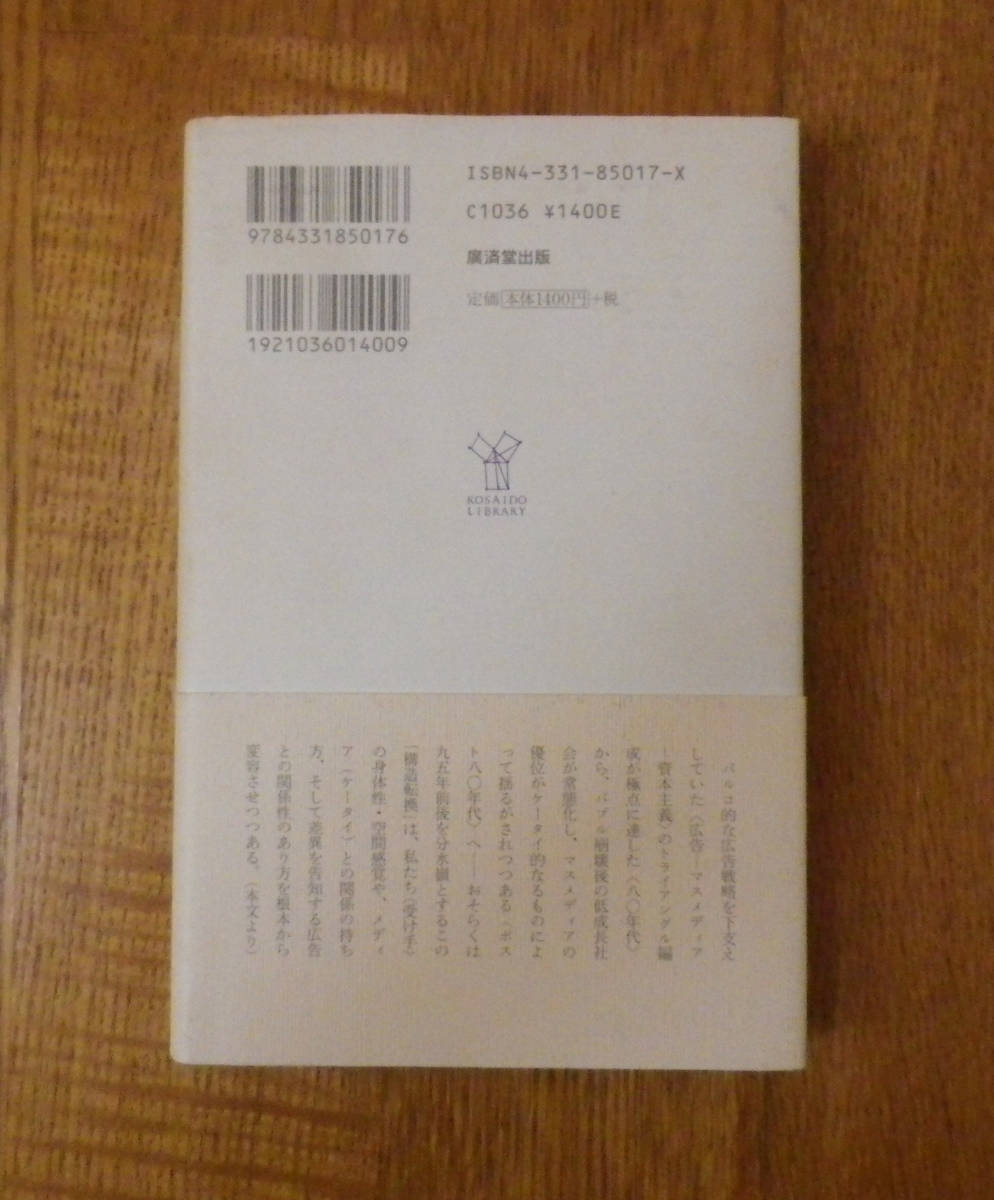 9784331850176
1921036014009
ISBN4-331-85017-X
C1036 ¥1400E
廣済堂出版
定価 本体1400円+税
KOSAIDO
LIBRARY
パルコ的な広告戦略を下支え
していた〈広告―マスメディア
―資本主義〉のトライアングル編
成が極点に達した〈八〇年代〉
から、バブル崩壊後の低成長社
会が常態化し、マスメディアの
優位がケータイ的なるものによ
って揺るがされつつある〈ポス
ト八〇年代〉へ――おそらくは
九五年前後を分水嶺とするこの
「構造転換」は、私たち(受け手)
の身体性・空間感覚や、メディ
ア(ケータイ)との関係の持ち
方、そして差異を告知する広告
との関係性のあり方を根本から
変容させつつある。(本文より)